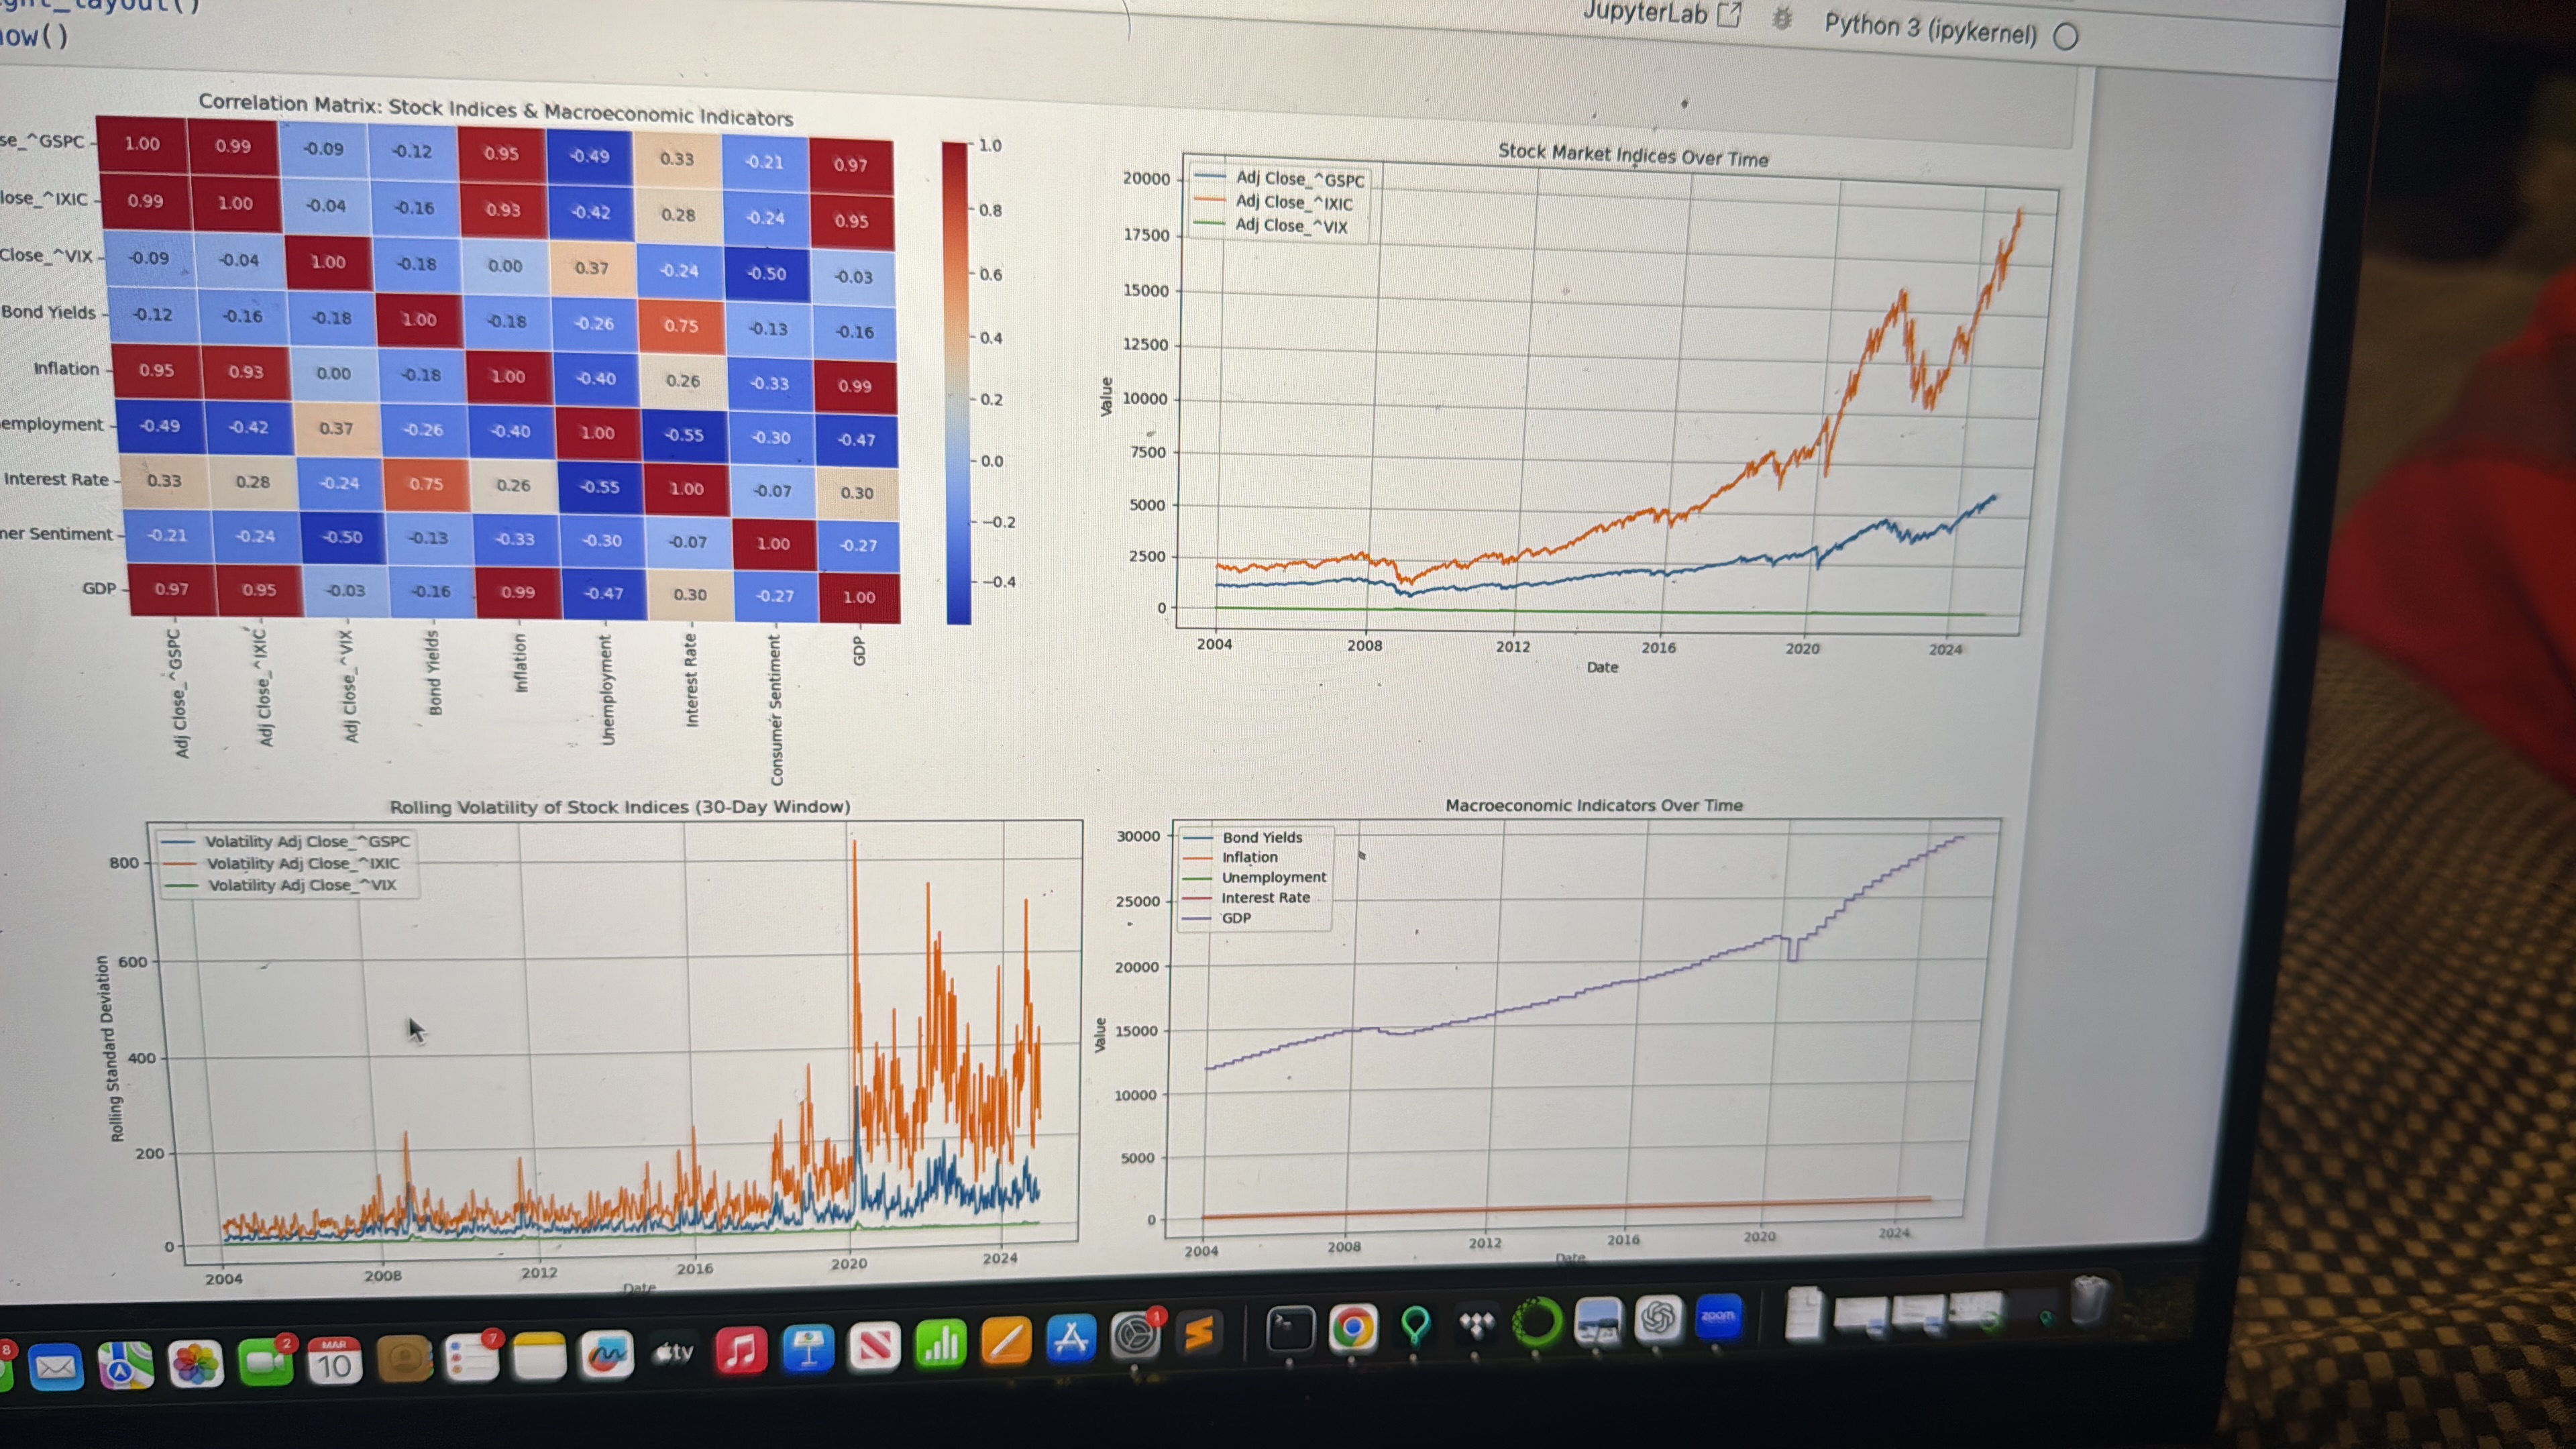 ght_layout()
how()
JupyterLab
Python 3 (ipykernel)
Correlation Matrix: Stock Indices & Macroeconomic Indicators
se_^GSPC
1.00 0.99 -0.09 -0.12 0.95 -0.49 0.33 -0.21 0.97
lose_^IXIC
0.99 1.00 -0.04 -0.16 0.93 -0.42 0.28 -0.24 0.95
Close_^VIX
-0.09 -0.04 1.00 -0.18 0.00 0.37 -0.24 -0.50 -0.03
Bond Yields
-0.12 -0.16 -0.18 1.00 -0.18 -0.26 0.75 -0.13 -0.16
Inflation
0.95 0.93 0.00 -0.18 1.00 -0.40 0.26 -0.33 0.99
employment
-0.49 -0.42 0.37 -0.26 -0.40 1.00 -0.55 -0.30 -0.47
Interest Rate
0.33 0.28 -0.24 0.75 0.26 -0.55 1.00 -0.07 0.30
ner Sentiment
-0.21 -0.24 -0.50 -0.13 -0.33 -0.30 -0.07 1.00 -0.27
GDP
0.97 0.95 -0.03 -0.16 0.99 -0.47 0.30 -0.27 1.00
Adj Close_^GSPC
Adj Close_^IXIC
Adj Close_^VIX
Bond Yields
Inflation
Unemployment
Interest Rate
Consumer Sentiment
GDP
1.0
0.8
0.6
0.4
0.2
0.0
−0.2
−0.4
Stock Market Indices Over Time
Adj Close_^GSPC
Adj Close_^IXIC
Adj Close_^VIX
20000
17500
15000
12500
10000
7500
5000
2500
0
Value
2004 2008 2012 2016 2020 2024
Date
Rolling Volatility of Stock Indices (30-Day Window)
Volatility Adj Close_^GSPC
Volatility Adj Close_^IXIC
Volatility Adj Close_^VIX
800
600
400
200
0
Rolling Standard Deviation
2004 2008 2012 2016 2020 2024
Date
Macroeconomic Indicators Over Time
Bond Yields
Inflation
Unemployment
Interest Rate
GDP
30000
25000
20000
15000
10000
5000
0
Value
2004 2008 2012 2016 2020 2024
Date
8
2
MAR
10
7
tv
1
zoom